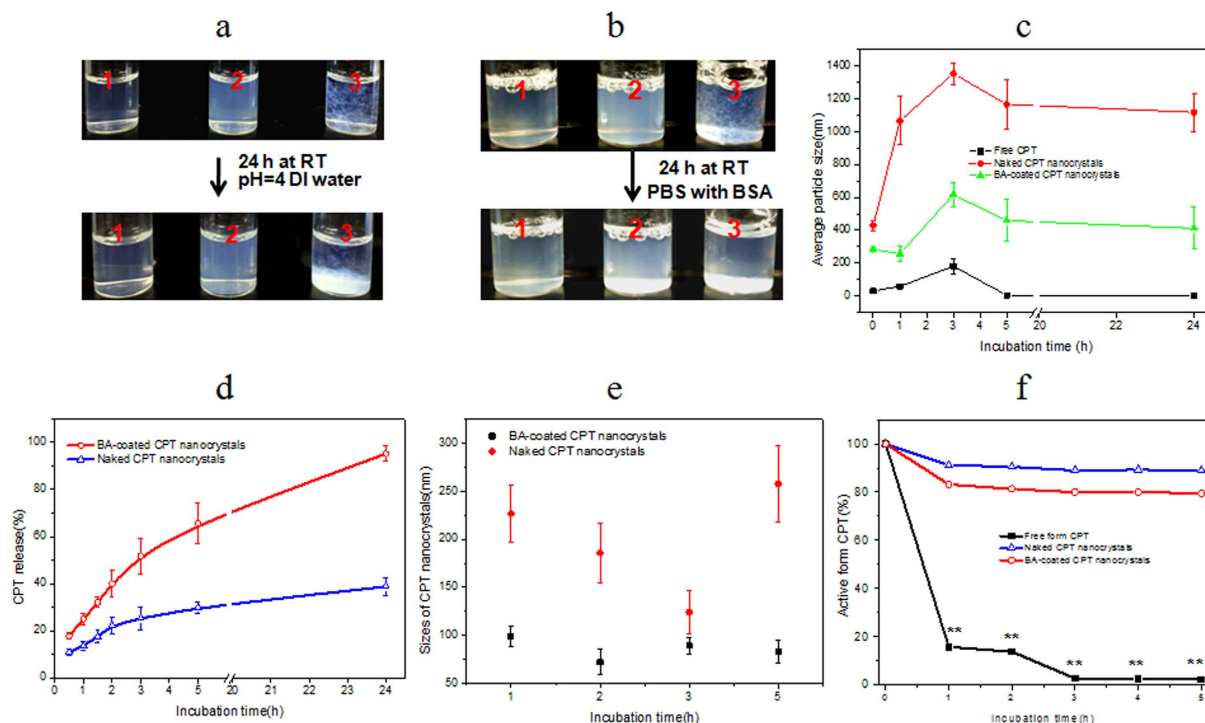 a
b
c
1 2 3
24 h at RT
pH=4 DI water
1 2 3
1 2 3
24 h at RT
PBS with BSA
1 2 3
1400
1200
1000
800
600
400
200
0
Average particle size(nm)
Free CPT
Naked CPT nanocrystals
BA-coated CPT nanocrystals
0 1 2 3 4 5 20 22 24
Incubation time (h)
d
e
f
100
80
60
40
20
0
CPT release(%)
BA-coated CPT nanocrystals
Naked CPT nanocrystals
0 1 2 3 4 5 20 21 22 23 24
Incubation time(h)
300
250
200
150
100
50
Sizes of CPT nanocrystals(nm)
BA-coated CPT nanocrystals
Naked CPT nanocrystals
1 2 3 5
Incubation time(h)
100
80
60
40
20
0
Active form CPT(%)
Free form CPT
Naked CPT nanocrystals
BA-coated CPT nanocrystals
** ** ** ** **
0 1 2 3 4 5
Incubation time(h)